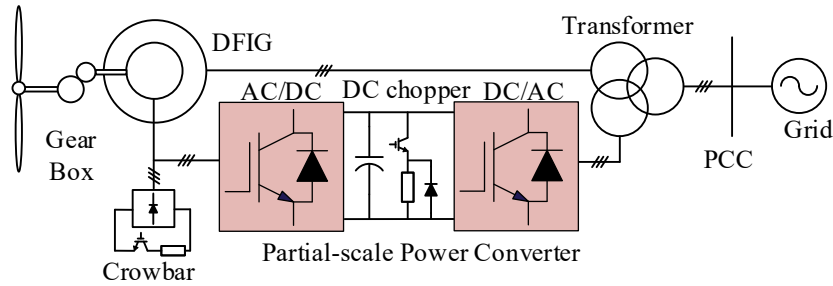 Transformer
DFIG
AC/DC
DC chopper
DC/AC
Gear
Box
Grid
PCC
Partial-scale Power Converter
Crowbar